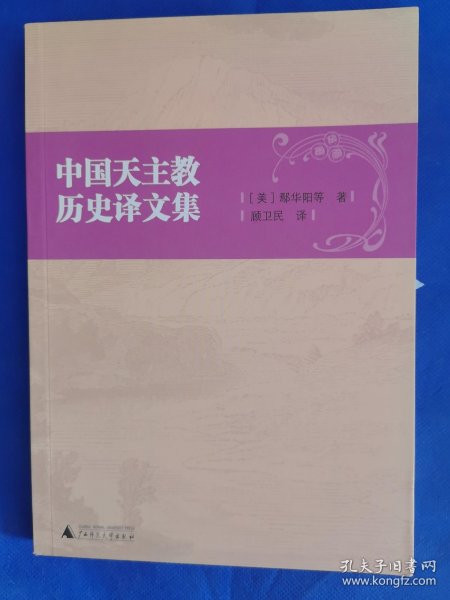 中国天主教
历史译文集
[美] 鄢华阳等 著
顾卫民 译
广西师范大学出版社
孔夫子旧书网
www.kongfz.com